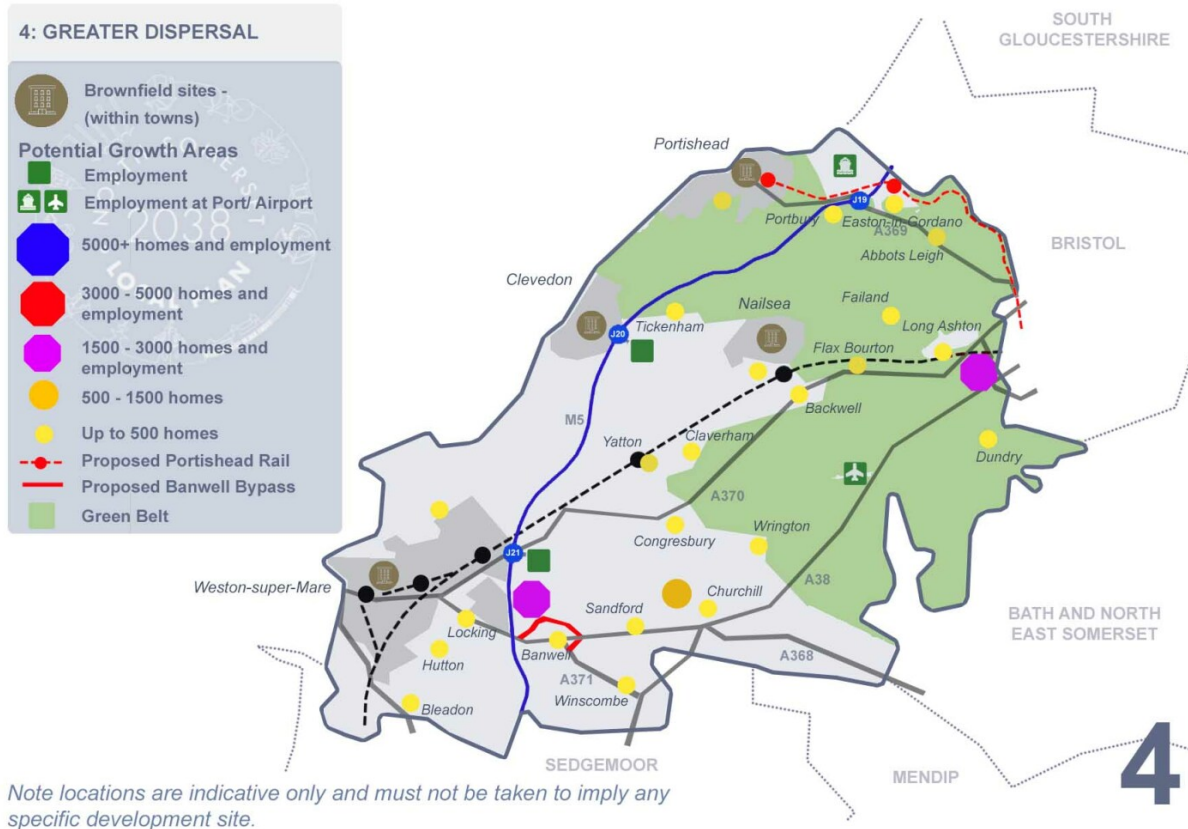 4: GREATER DISPERSAL
Brownfield sites -
(within towns)
Potential Growth Areas
Employment
Employment at Port/ Airport
5000+ homes and employment
3000 - 5000 homes and
employment
1500 - 3000 homes and
employment
500 - 1500 homes
Up to 500 homes
Proposed Portishead Rail
Proposed Banwell Bypass
Green Belt
NORTH SOMERSET
2038
LOCAL PLAN
SOUTH
GLOUCESTERSHIRE
Portishead
J19
Portbury
Easton-in-Gordano
A369
Abbots Leigh
BRISTOL
Clevedon
Nailsea
Failand
J20
Tickenham
Long Ashton
Flax Bourton
Backwell
M5
Yatton
Claverham
Dundry
A370
Congresbury
Wrington
J21
Weston-super-Mare
A38
Churchill
Sandford
Locking
Banwell
BATH AND NORTH
EAST SOMERSET
Hutton
A368
A371
Winscombe
Bleadon
SEDGEMOOR
MENDIP
4
Note locations are indicative only and must not be taken to imply any
specific development site.